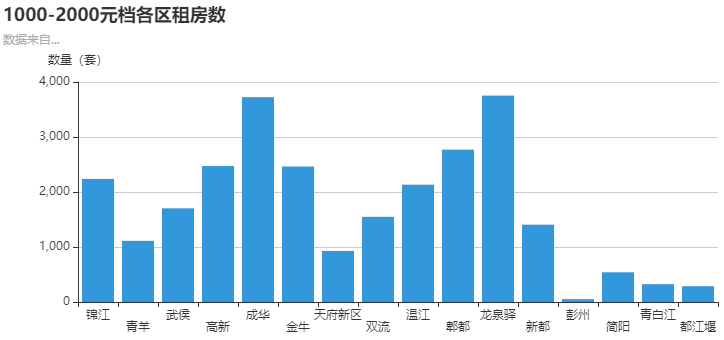 1000-2000元档各区租房数
数据来自...
数量（套）
4,000
3,000
2,000
1,000
0
锦江
青羊
武侯
高新
成华
金牛
天府新区
双流
温江
郫都
龙泉驿
新都
彭州
简阳
青白江
都江堰